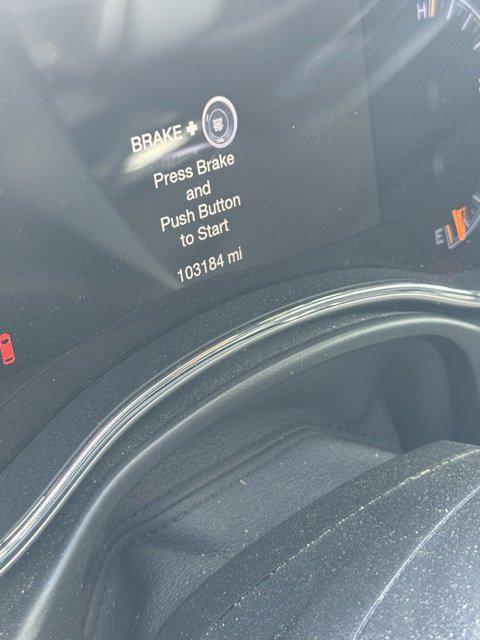 H
BRAKE +
Press Brake
and
Push Button
to Start
103184 mi
E